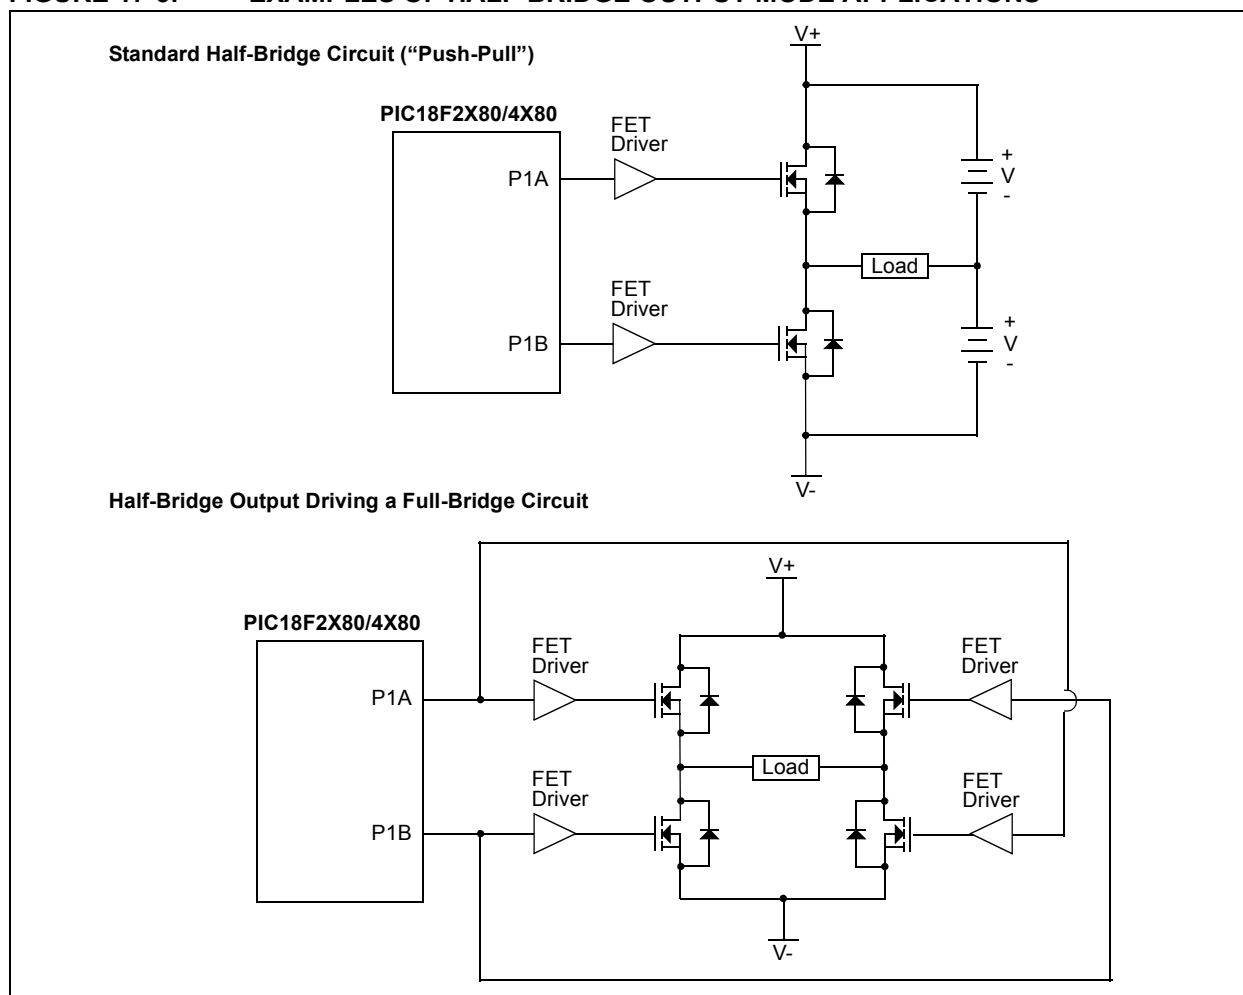 V+
Standard Half-Bridge Circuit (“Push-Pull”)
PIC18F2X80/4X80
FET
Driver
P1A
+
V
-
Load
FET
Driver
P1B
+
V
-
V-
Half-Bridge Output Driving a Full-Bridge Circuit
V+
PIC18F2X80/4X80
FET
Driver
FET
Driver
P1A
Load
FET
Driver
FET
Driver
P1B
V-